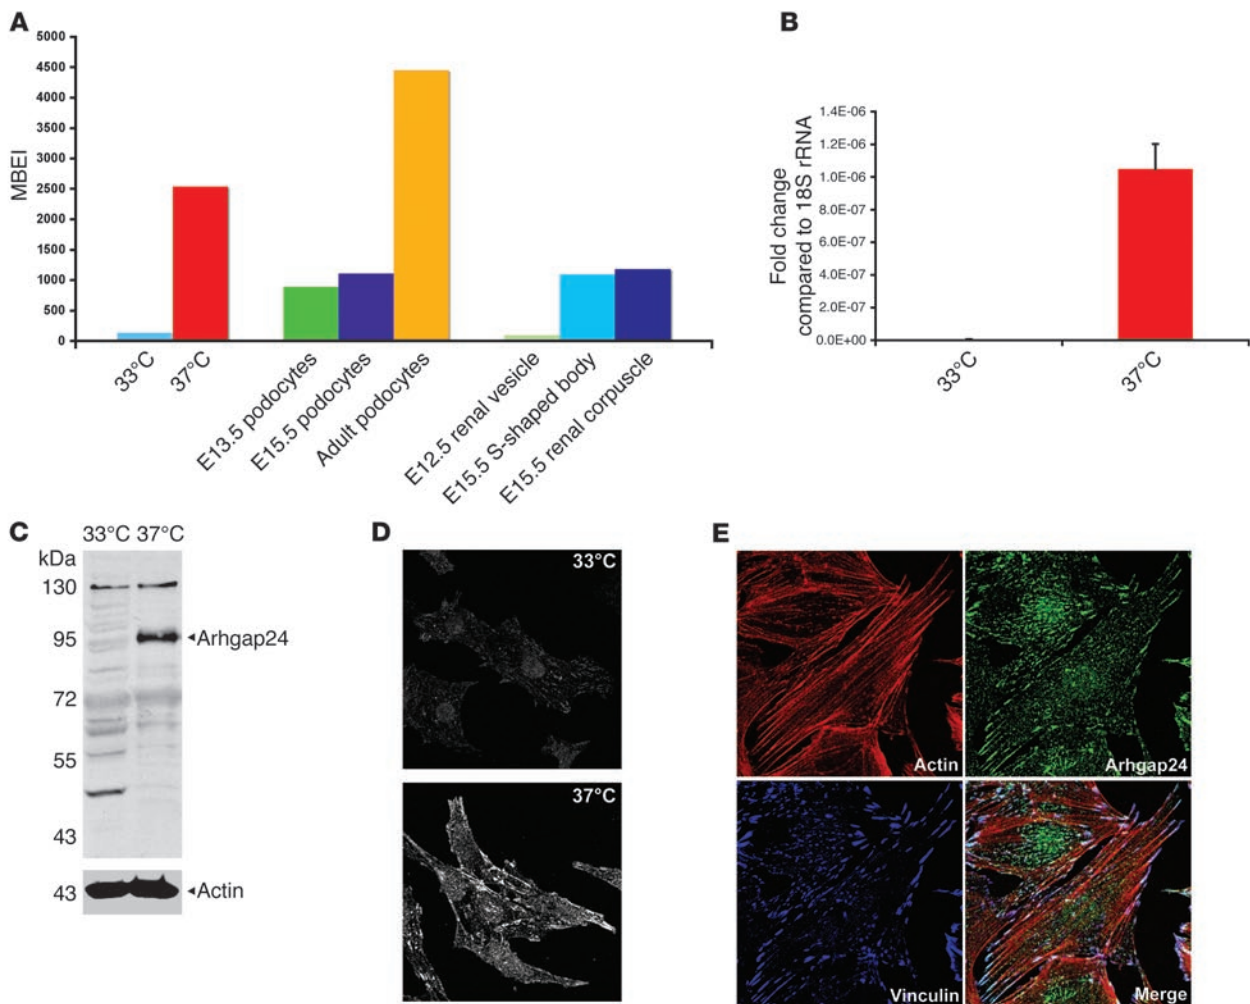 A
5000
4500
4000
3500
3000
2500
2000
1500
1000
500
0
MBEI
33°C
37°C
E13.5 podocytes
E15.5 podocytes
Adult podocytes
E12.5 renal vesicle
E15.5 S-shaped body
E15.5 renal corpuscle
B
1.4E-06
1.2E-06
1.0E-06
8.0E-07
6.0E-07
4.0E-07
2.0E-07
0.0E+00
Fold change
compared to 18S rRNA
33°C
37°C
C
33°C 37°C
kDa
130
95
Arhgap24
72
55
43
43
Actin
D
33°C
37°C
E
Actin
Arhgap24
Vinculin
Merge